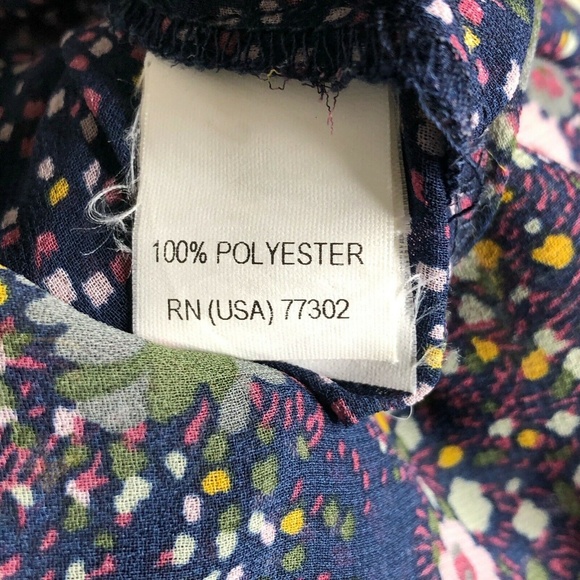 100% POLYESTER
RN (USA) 77302